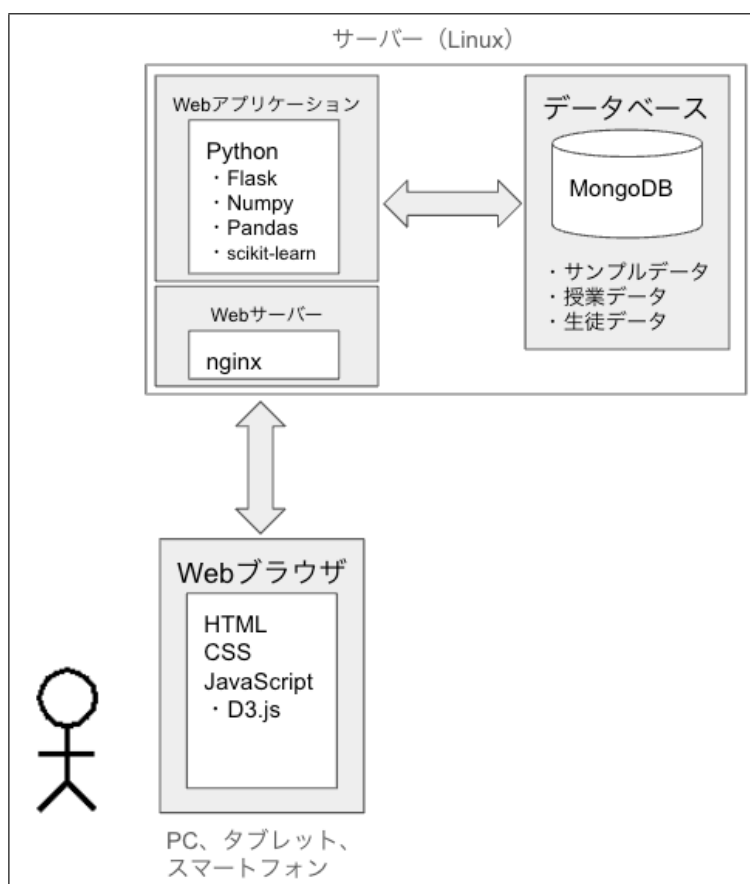 サーバー（Linux）
Webアプリケーション
Python
・Flask
・Numpy
・Pandas
・scikit-learn
Webサーバー
nginx
データベース
MongoDB
・サンプルデータ
・授業データ
・生徒データ
Webブラウザ
HTML
CSS
JavaScript
・D3.js
PC、タブレット、
スマートフォン